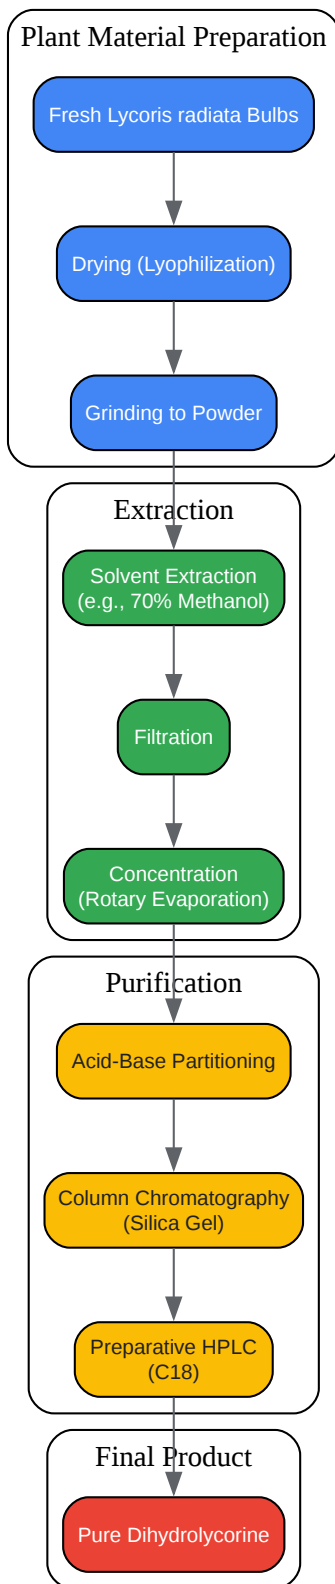 Plant Material Preparation
Fresh Lycoris radiata Bulbs
Drying (Lyophilization)
Grinding to Powder
Extraction
Solvent Extraction
(e.g., 70% Methanol)
Filtration
Concentration
(Rotary Evaporation)
Purification
Acid-Base Partitioning
Column Chromatography
(Silica Gel)
Preparative HPLC
(C18)
Final Product
Pure Dihydrolycorine